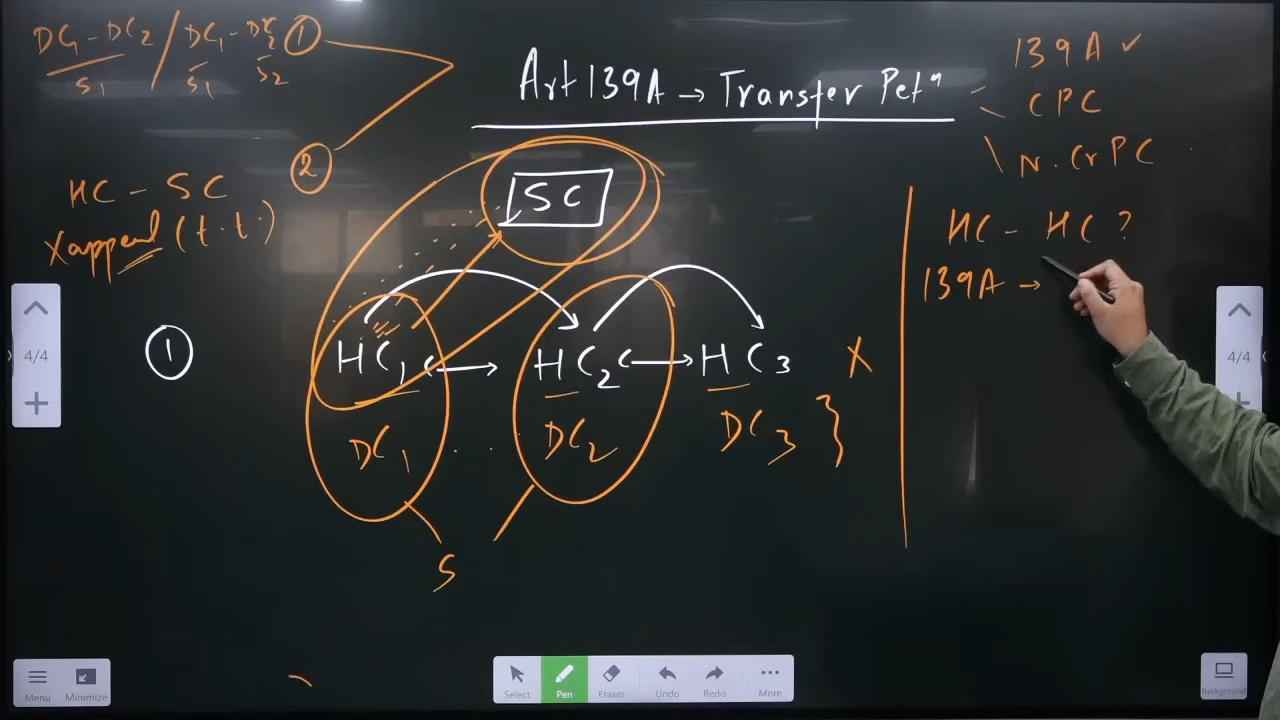 Art 139A → Transfer Petⁿ
DC1 - DC2 / DC1 - DC2 ①
S1 S1 S2
②
HC - SC
X appeal (t.t.)
139A ✓
CPC
N. CrPC
SC
HC - HC ?
139A →
①
HC1 → HC2 → HC3 X
DC1 .. DC2 DC3 }
S
4/4
4/4
Menu
Minimize
Select
Pen
Eraser
Undo
Redo
More
Background